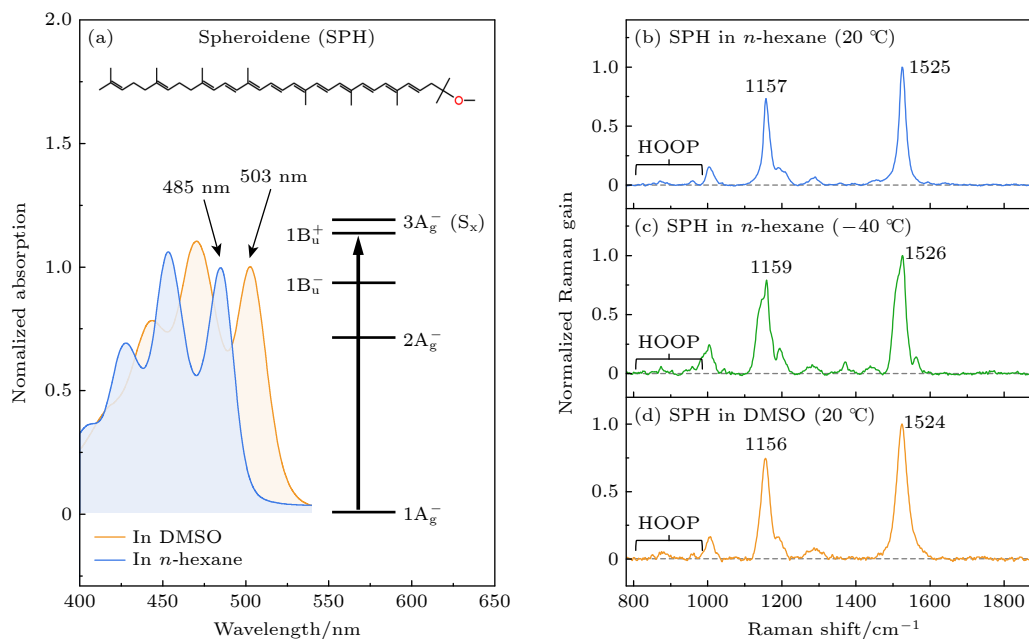 (a) Spheroidene (SPH)
O
485 nm
503 nm
3A⁻g (Sₓ)
1B⁺u
1B⁻u
2A⁻g
1A⁻g
In DMSO
In n-hexane
Nomalized absorption
2.0
1.5
1.0
0.5
0
400 450 500 550 600 650
Wavelength/nm
Normalized Raman gain
(b) SPH in n-hexane (20 ℃)
1.0
0.5
0
HOOP
1157
1525
(c) SPH in n-hexane (−40 ℃)
1.0
0.5
0
HOOP
1159
1526
(d) SPH in DMSO (20 ℃)
1.0
0.5
0
HOOP
1156
1524
800 1000 1200 1400 1600 1800
Raman shift/cm⁻¹